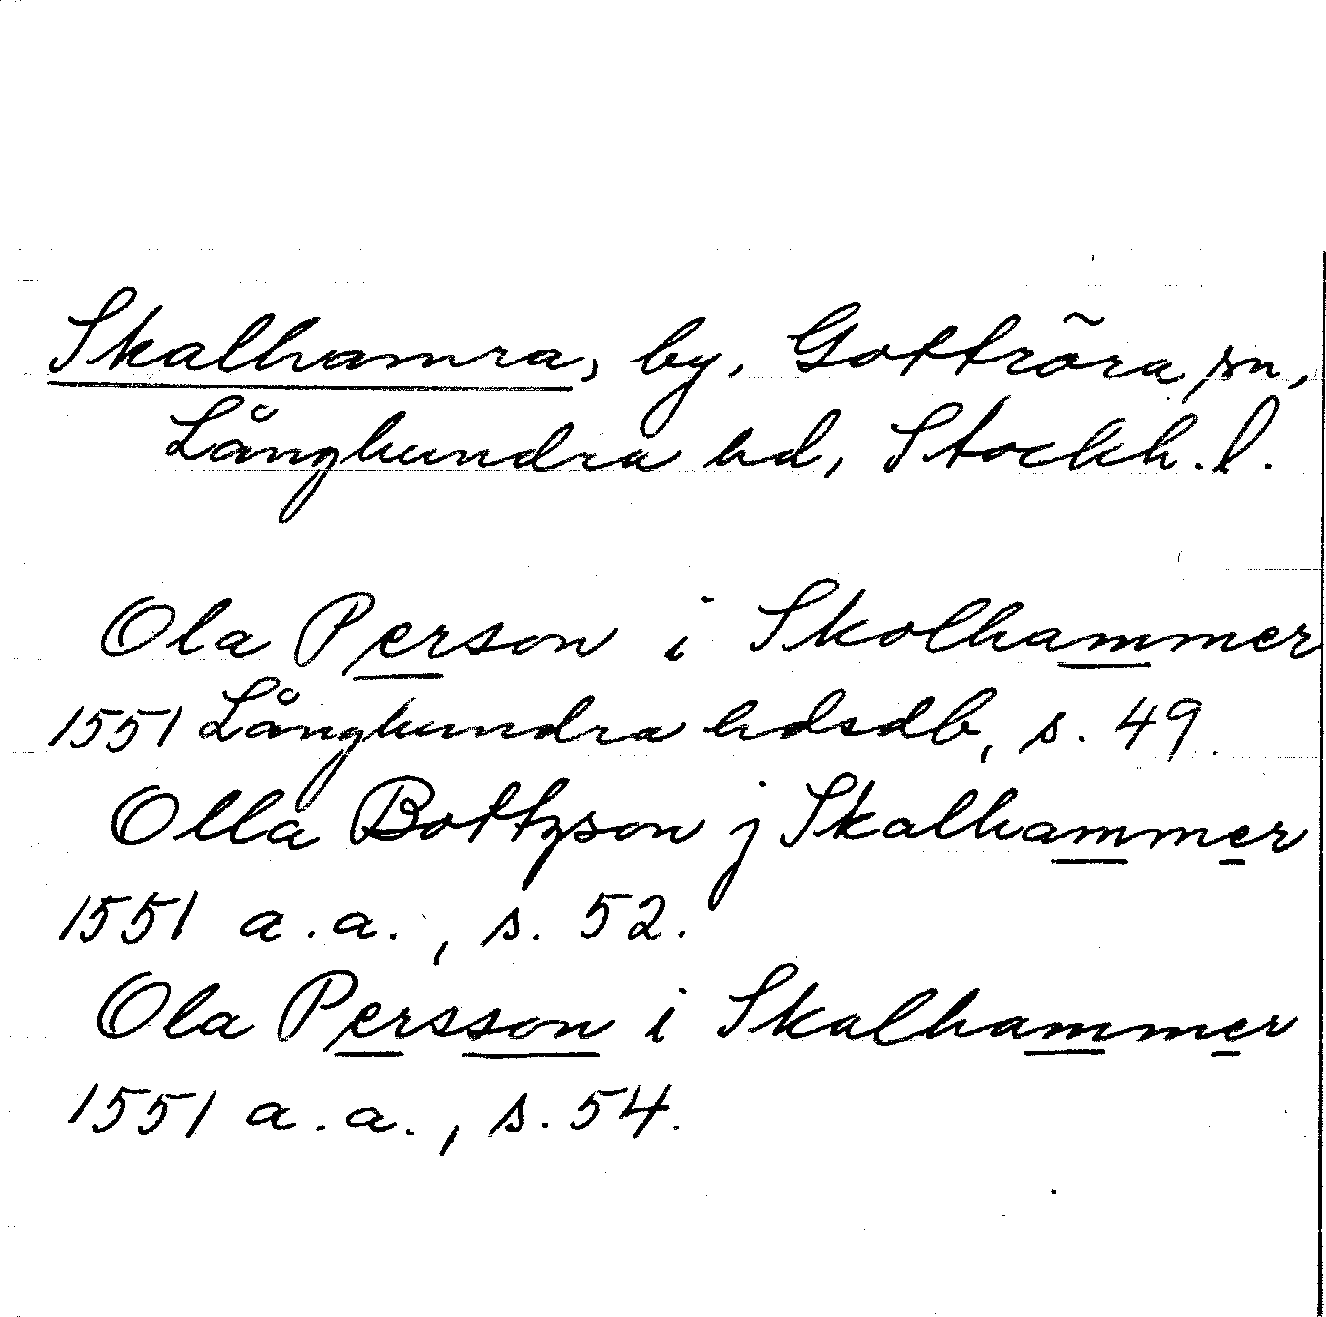 Skalhamra, by, Gottröra sn,
Långhundra hd, Stockh. l.
Ola Person i Skolhammer
1551 Långhundra hdsdb, s. 49.
Olla Bottzson j Skalhammer
1551 a.a., s. 52.
Ola Persson i Skalhammer
1551 a.a., s. 54.